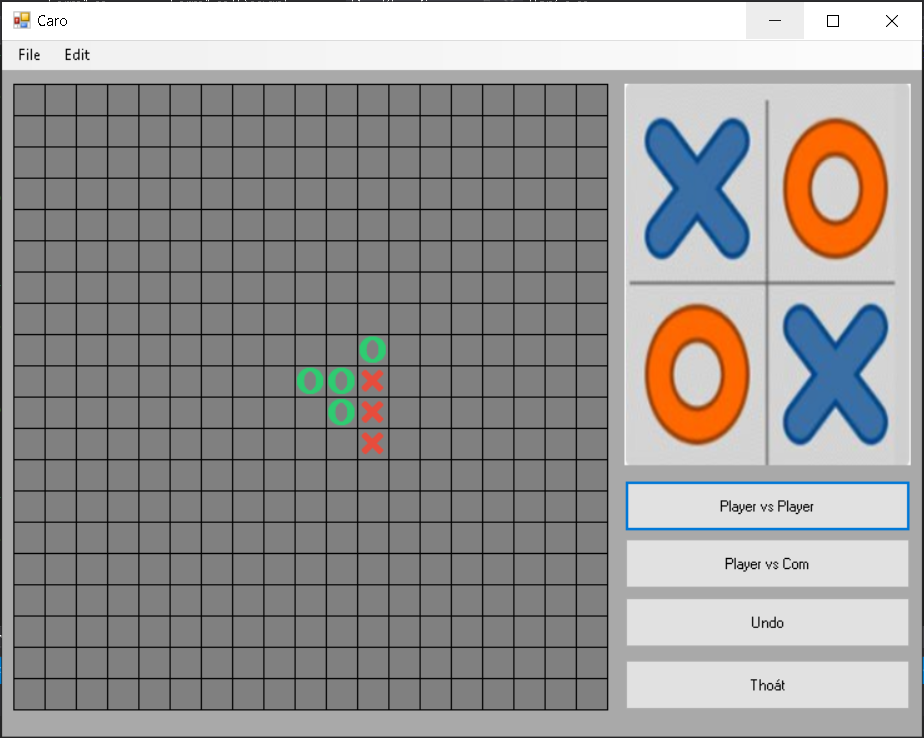 Caro
File Edit
O
O O X
O X
X
X O
O X
Player vs Player
Player vs Com
Undo
Thoát